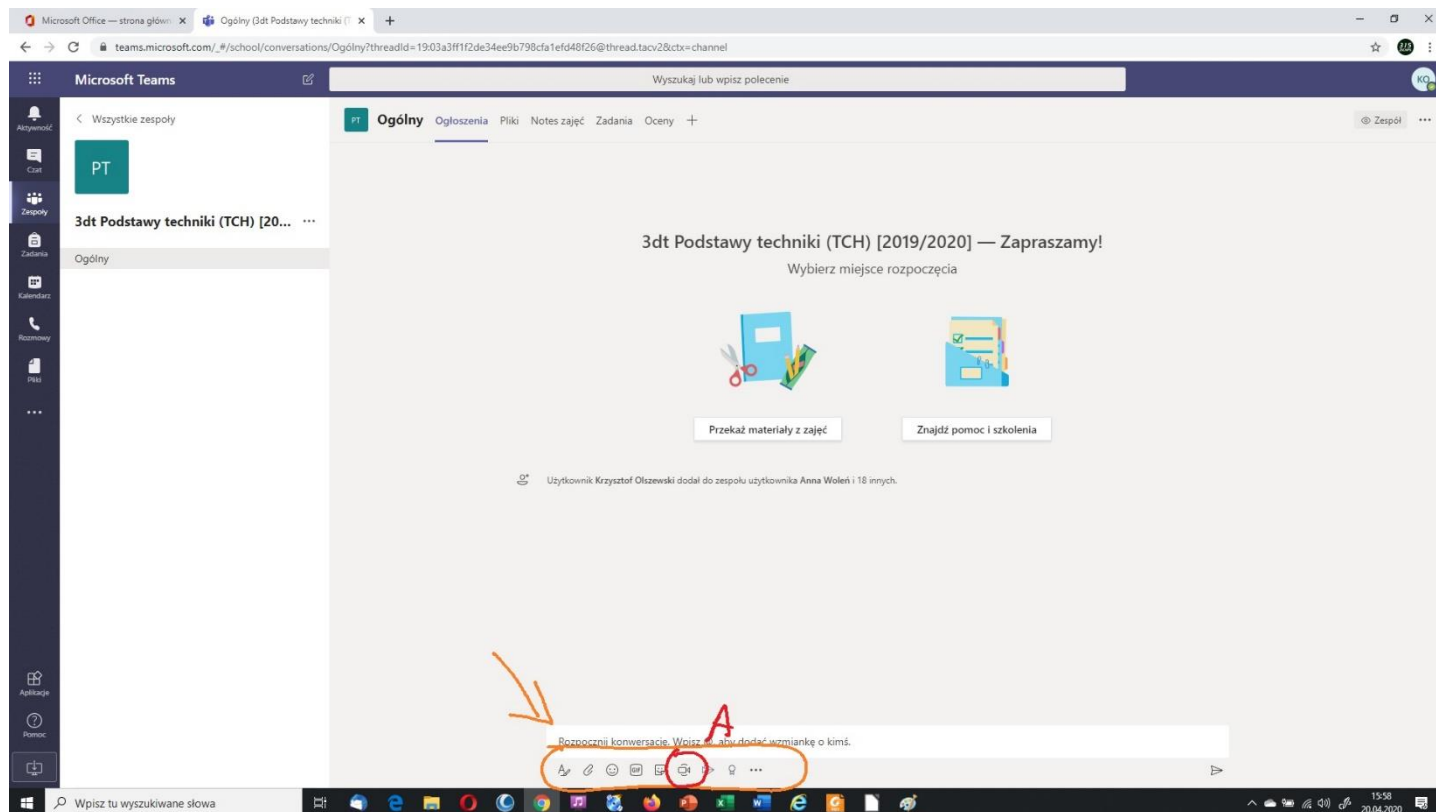 Microsoft Office — strona główn
Ogólny (3dt Podstawy techniki (T
teams.microsoft.com/_#/school/conversations/Ogólny?threadId=19:03a3ff1f2de34ee9b798cfa1efd48f26@thread.tacv2&ctx=channel
Microsoft Teams
Wyszukaj lub wpisz polecenie
KO
Aktywność
Czat
Zespoły
Zadania
Kalendarz
Rozmowy
Pliki
Aplikacje
Pomoc
Wszystkie zespoły
PT
3dt Podstawy techniki (TCH) [20...
Ogólny
PT Ogólny Ogłoszenia Pliki Notes zajęć Zadania Oceny +
Zespół
3dt Podstawy techniki (TCH) [2019/2020] — Zapraszamy!
Wybierz miejsce rozpoczęcia
Przekaż materiały z zajęć
Znajdź pomoc i szkolenia
Użytkownik Krzysztof Olszewski dodał do zespołu użytkownika Anna Woleń i 18 innych.
A
Rozpocznij konwersację. Wpisz @, aby dodać wzmiankę o kimś.
GIF
Wpisz tu wyszukiwane słowa
15:58
20.04.2020